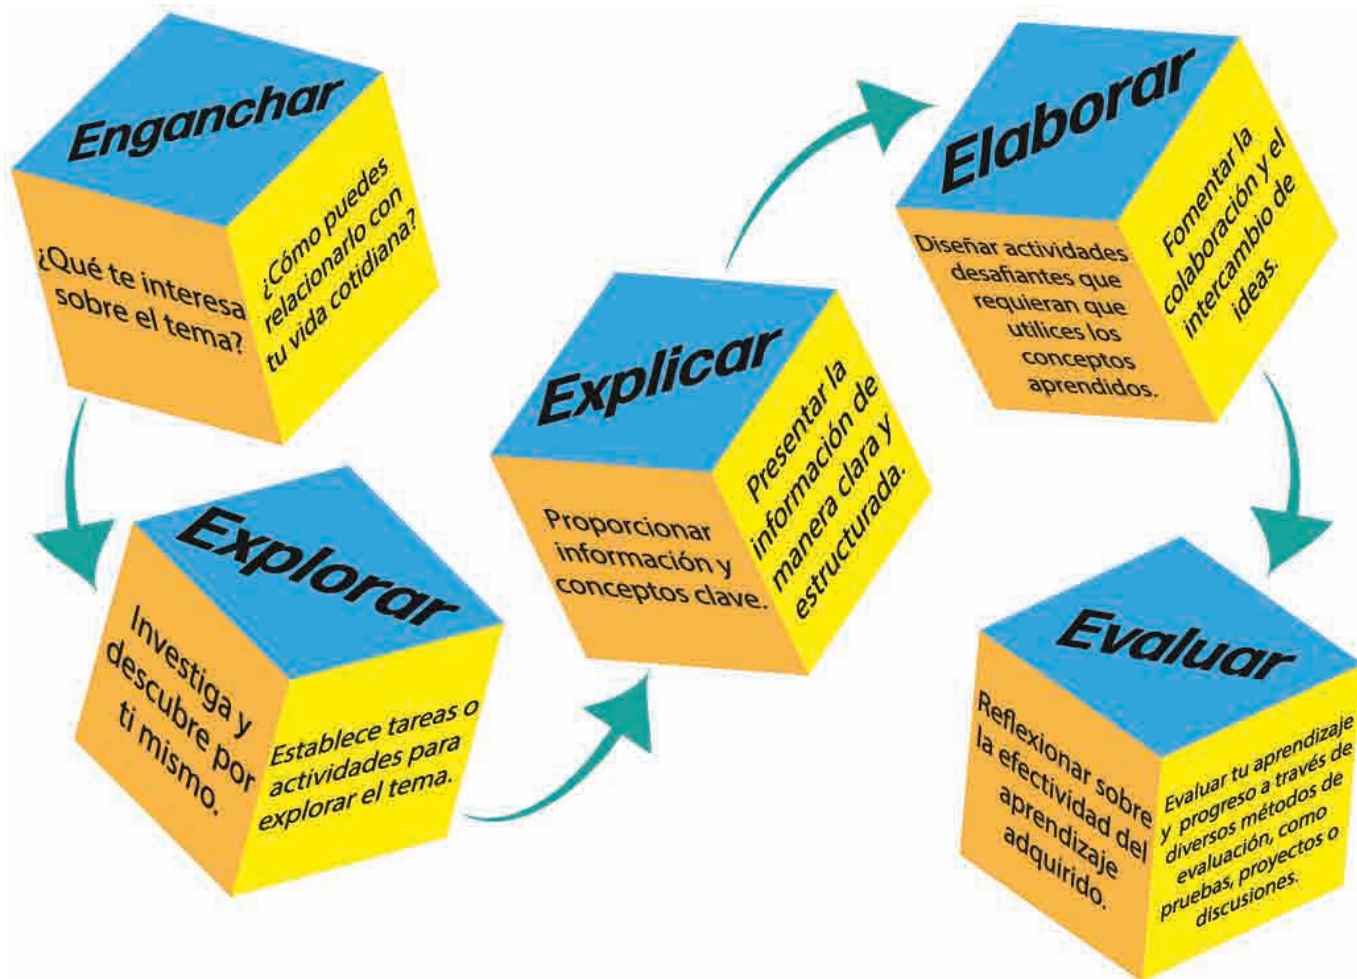 Enganchar
¿Qué te interesa
sobre el tema?
¿Cómo puedes
relacionarlo con
tu vida cotidiana?
Explorar
Investiga y
descubre por
ti mismo.
Establece tareas o
actividades para
explorar el tema.
Explicar
Proporcionar
información y
conceptos clave.
Presentar la
información de
manera clara y
estructurada.
Elaborar
Diseñar actividades
desafiantes que
requieran que
utilices los
conceptos
aprendidos.
Fomentar la
colaboración y el
intercambio de
ideas.
Evaluar
Reflexionar sobre
la efectividad del
aprendizaje
adquirido.
Evaluar tu aprendizaje
y progreso a través de
diversos métodos de
evaluación, como
pruebas, proyectos o
discusiones.